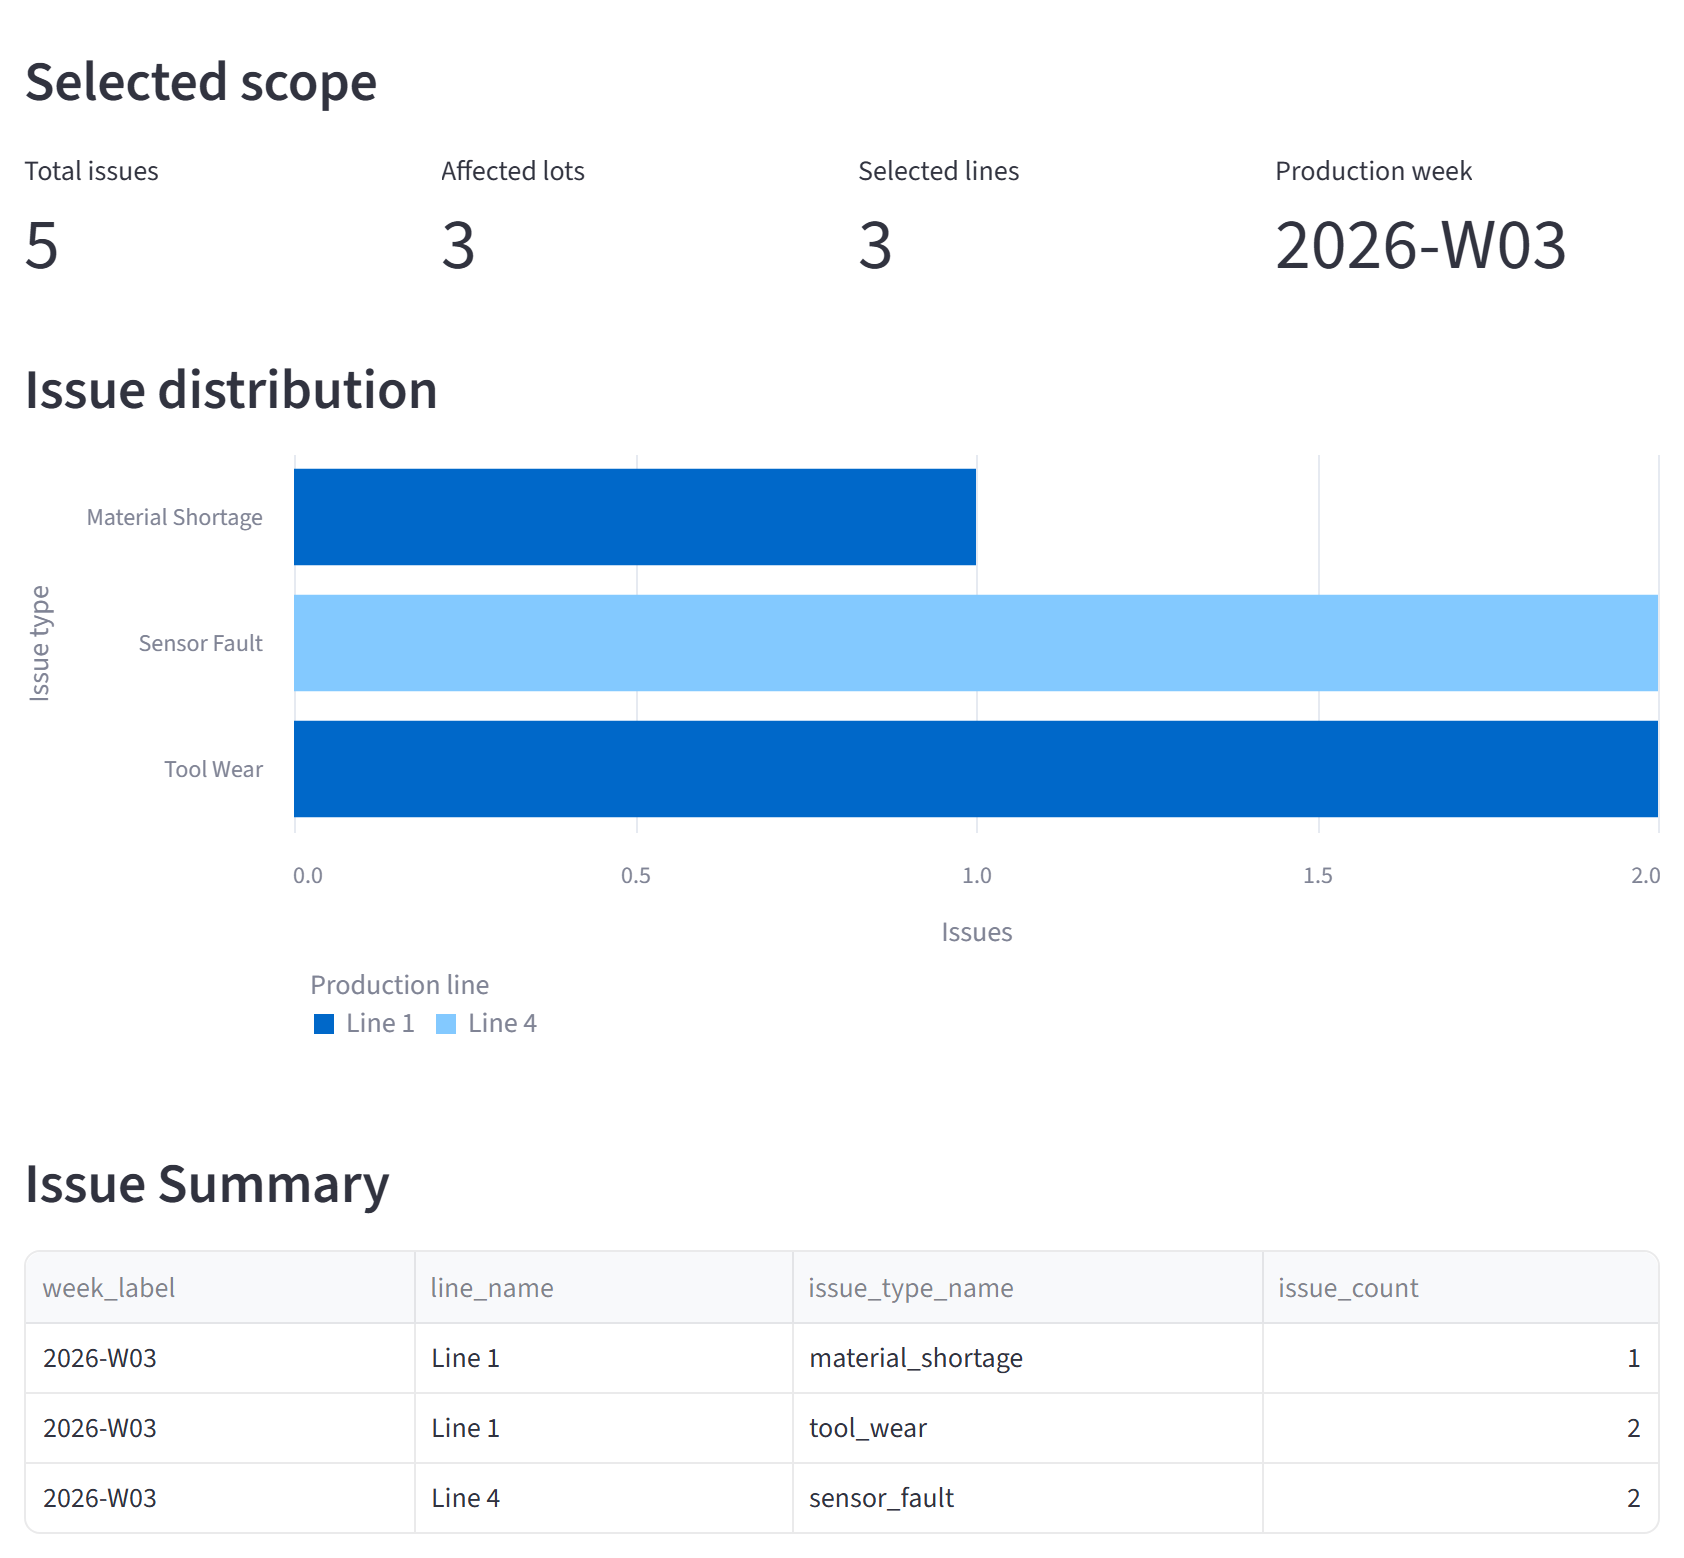 Selected scope
Total issues Affected lots Selected lines Production week
5 3 3 2026-W03
Issue distribution
Issue type
Material Shortage
Sensor Fault
Tool Wear
0.0 0.5 1.0 1.5 2.0
Issues
Production line
Line 1 Line 4
Issue Summary
week_label line_name issue_type_name issue_count
2026-W03 Line 1 material_shortage 1
2026-W03 Line 1 tool_wear 2
2026-W03 Line 4 sensor_fault 2